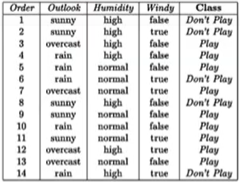 Order Outlook Humidity Windy Class
1 sunny high false Don't Play
2 sunny high true Don't Play
3 overcast high false Play
4 rain high false Play
5 rain normal false Play
6 rain normal true Don't Play
7 overcast normal true Play
8 sunny high false Don't Play
9 sunny normal false Play
10 rain normal false Play
11 sunny normal true Play
12 overcast high true Play
13 overcast normal false Play
14 rain high true Don't Play